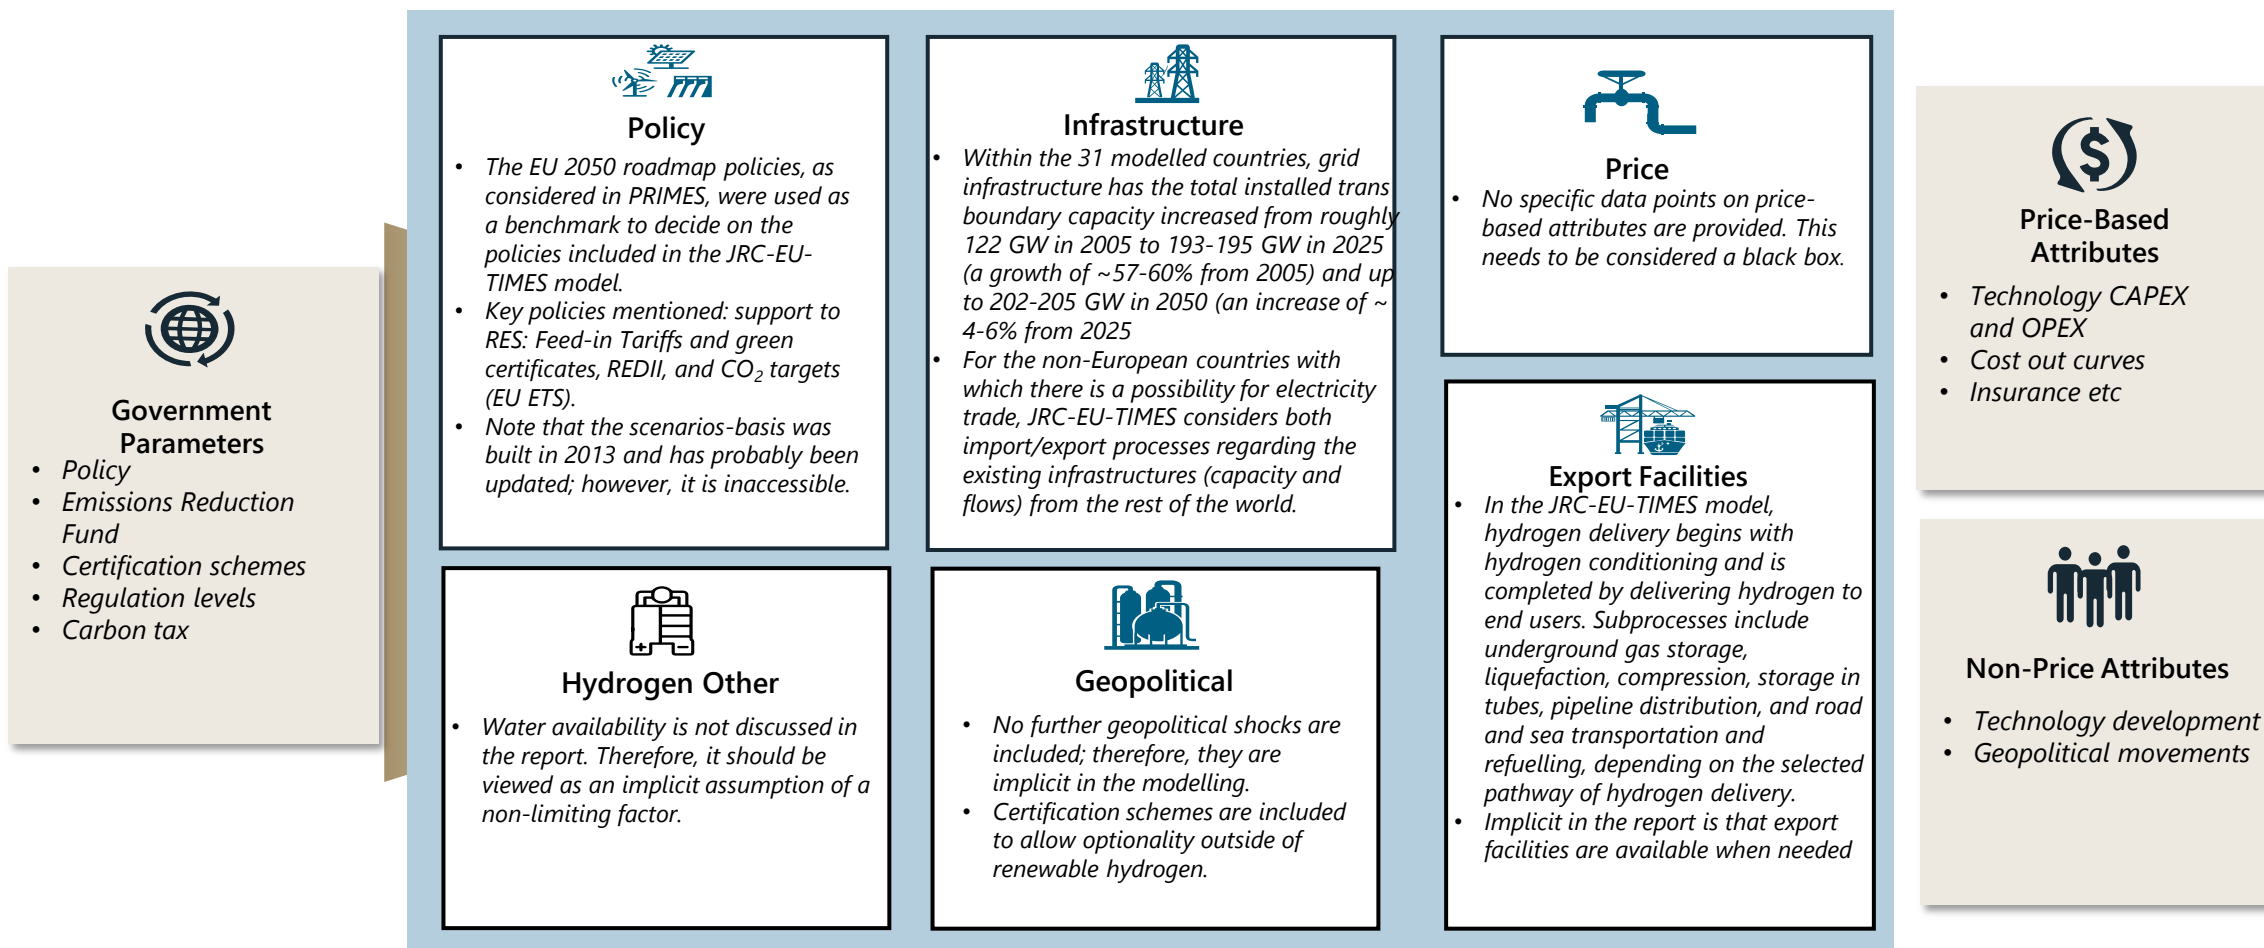 Government
Parameters
• Policy
• Emissions Reduction
Fund
• Certification schemes
• Regulation levels
• Carbon tax
Policy
• The EU 2050 roadmap policies, as
considered in PRIMES, were used as
a benchmark to decide on the
policies included in the JRC-EU-
TIMES model.
• Key policies mentioned: support to
RES: Feed-in Tariffs and green
certificates, REDII, and CO₂ targets
(EU ETS).
• Note that the scenarios-basis was
built in 2013 and has probably been
updated; however, it is inaccessible.
Infrastructure
• Within the 31 modelled countries, grid
infrastructure has the total installed trans
boundary capacity increased from roughly
122 GW in 2005 to 193-195 GW in 2025
(a growth of ~57-60% from 2005) and up
to 202-205 GW in 2050 (an increase of ~
4-6% from 2025
• For the non-European countries with
which there is a possibility for electricity
trade, JRC-EU-TIMES considers both
import/export processes regarding the
existing infrastructures (capacity and
flows) from the rest of the world.
Price
• No specific data points on price-
based attributes are provided. This
needs to be considered a black box.
Hydrogen Other
• Water availability is not discussed in
the report. Therefore, it should be
viewed as an implicit assumption of a
non-limiting factor.
Geopolitical
• No further geopolitical shocks are
included; therefore, they are
implicit in the modelling.
• Certification schemes are included
to allow optionality outside of
renewable hydrogen.
Export Facilities
• In the JRC-EU-TIMES model,
hydrogen delivery begins with
hydrogen conditioning and is
completed by delivering hydrogen to
end users. Subprocesses include
underground gas storage,
liquefaction, compression, storage in
tubes, pipeline distribution, and road
and sea transportation and
refuelling, depending on the selected
pathway of hydrogen delivery.
• Implicit in the report is that export
facilities are available when needed
Price-Based
Attributes
• Technology CAPEX
and OPEX
• Cost out curves
• Insurance etc
Non-Price Attributes
• Technology development
• Geopolitical movements